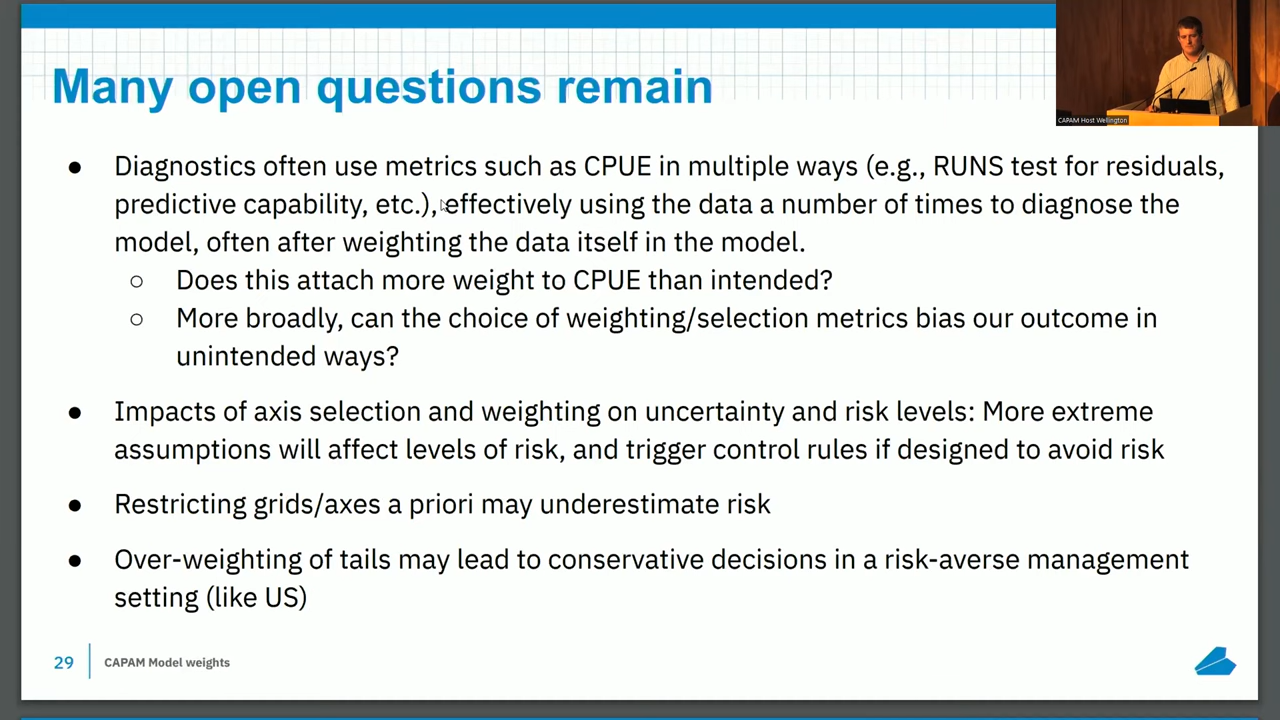 Many open questions remain
CAPAM Host Wellington
● Diagnostics often use metrics such as CPUE in multiple ways (e.g., RUNS test for residuals,
predictive capability, etc.), effectively using the data a number of times to diagnose the
model, often after weighting the data itself in the model.
○ Does this attach more weight to CPUE than intended?
○ More broadly, can the choice of weighting/selection metrics bias our outcome in
unintended ways?
● Impacts of axis selection and weighting on uncertainty and risk levels: More extreme
assumptions will affect levels of risk, and trigger control rules if designed to avoid risk
● Restricting grids/axes a priori may underestimate risk
● Over-weighting of tails may lead to conservative decisions in a risk-averse management
setting (like US)
29
CAPAM Model weights